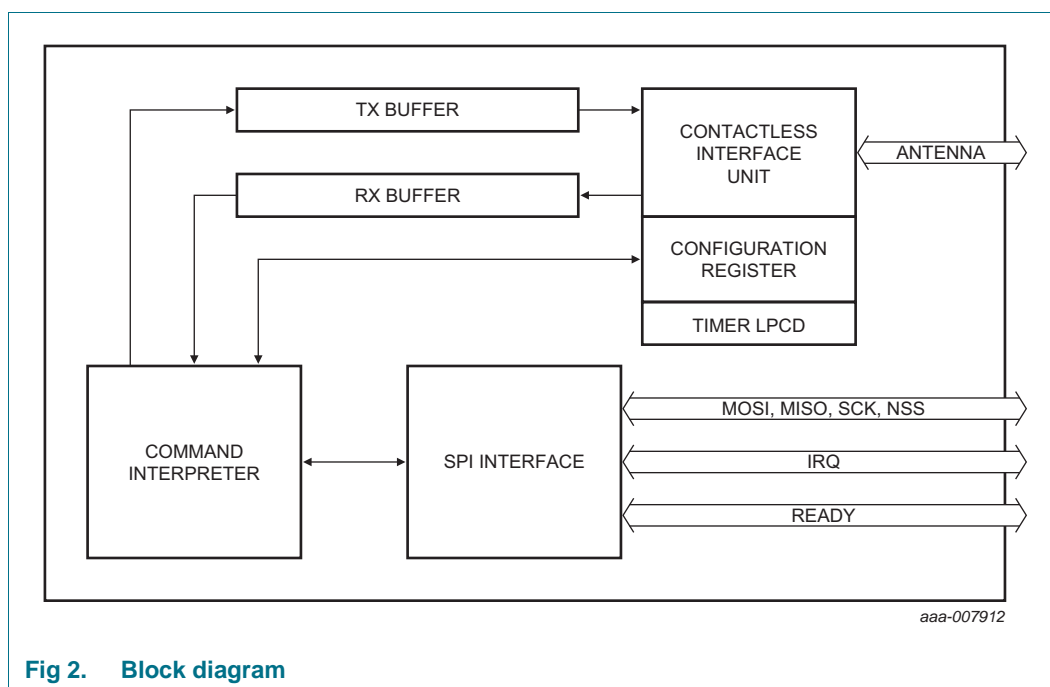 TX BUFFER
CONTACTLESS
INTERFACE
UNIT
ANTENNA
RX BUFFER
CONFIGURATION
REGISTER
TIMER LPCD
COMMAND
INTERPRETER
SPI INTERFACE
MOSI, MISO, SCK, NSS
IRQ
READY
aaa-007912
Fig 2. Block diagram